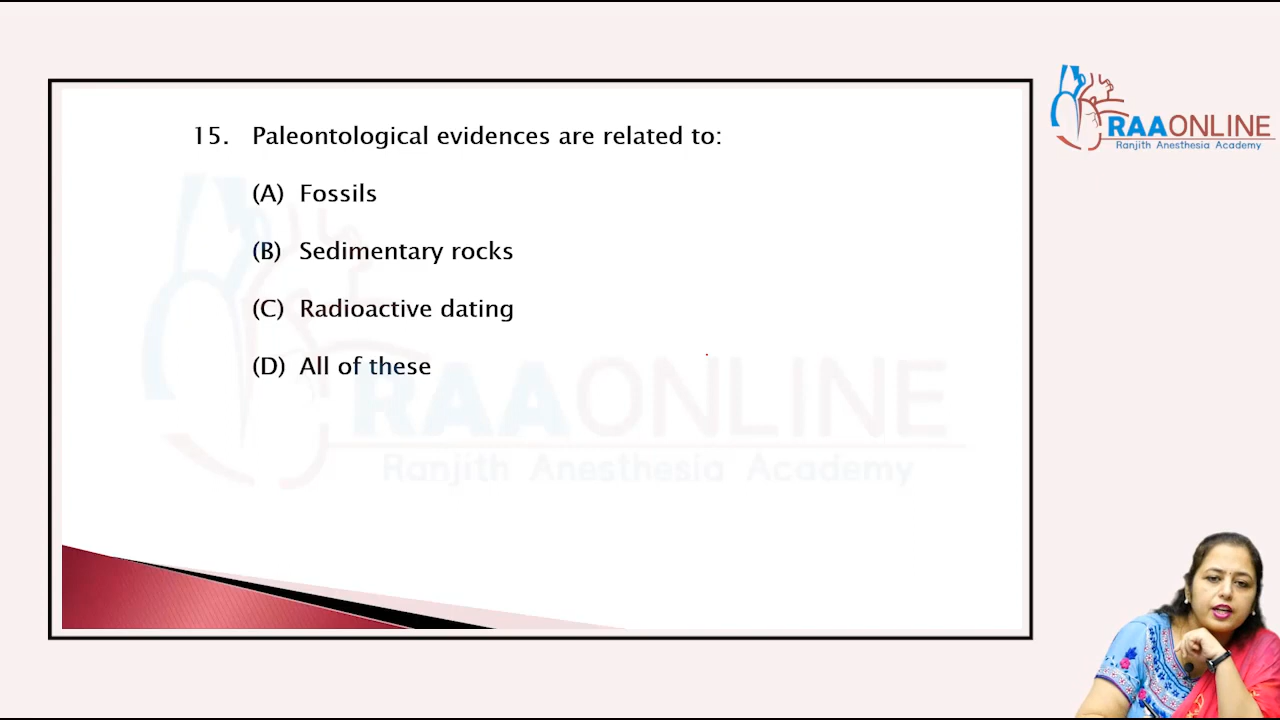 RAAONLINE
Ranjith Anesthesia Academy
15. Paleontological evidences are related to:
(A) Fossils
(B) Sedimentary rocks
(C) Radioactive dating
(D) All of these
RAAONLINE
Ranjith Anesthesia Academy